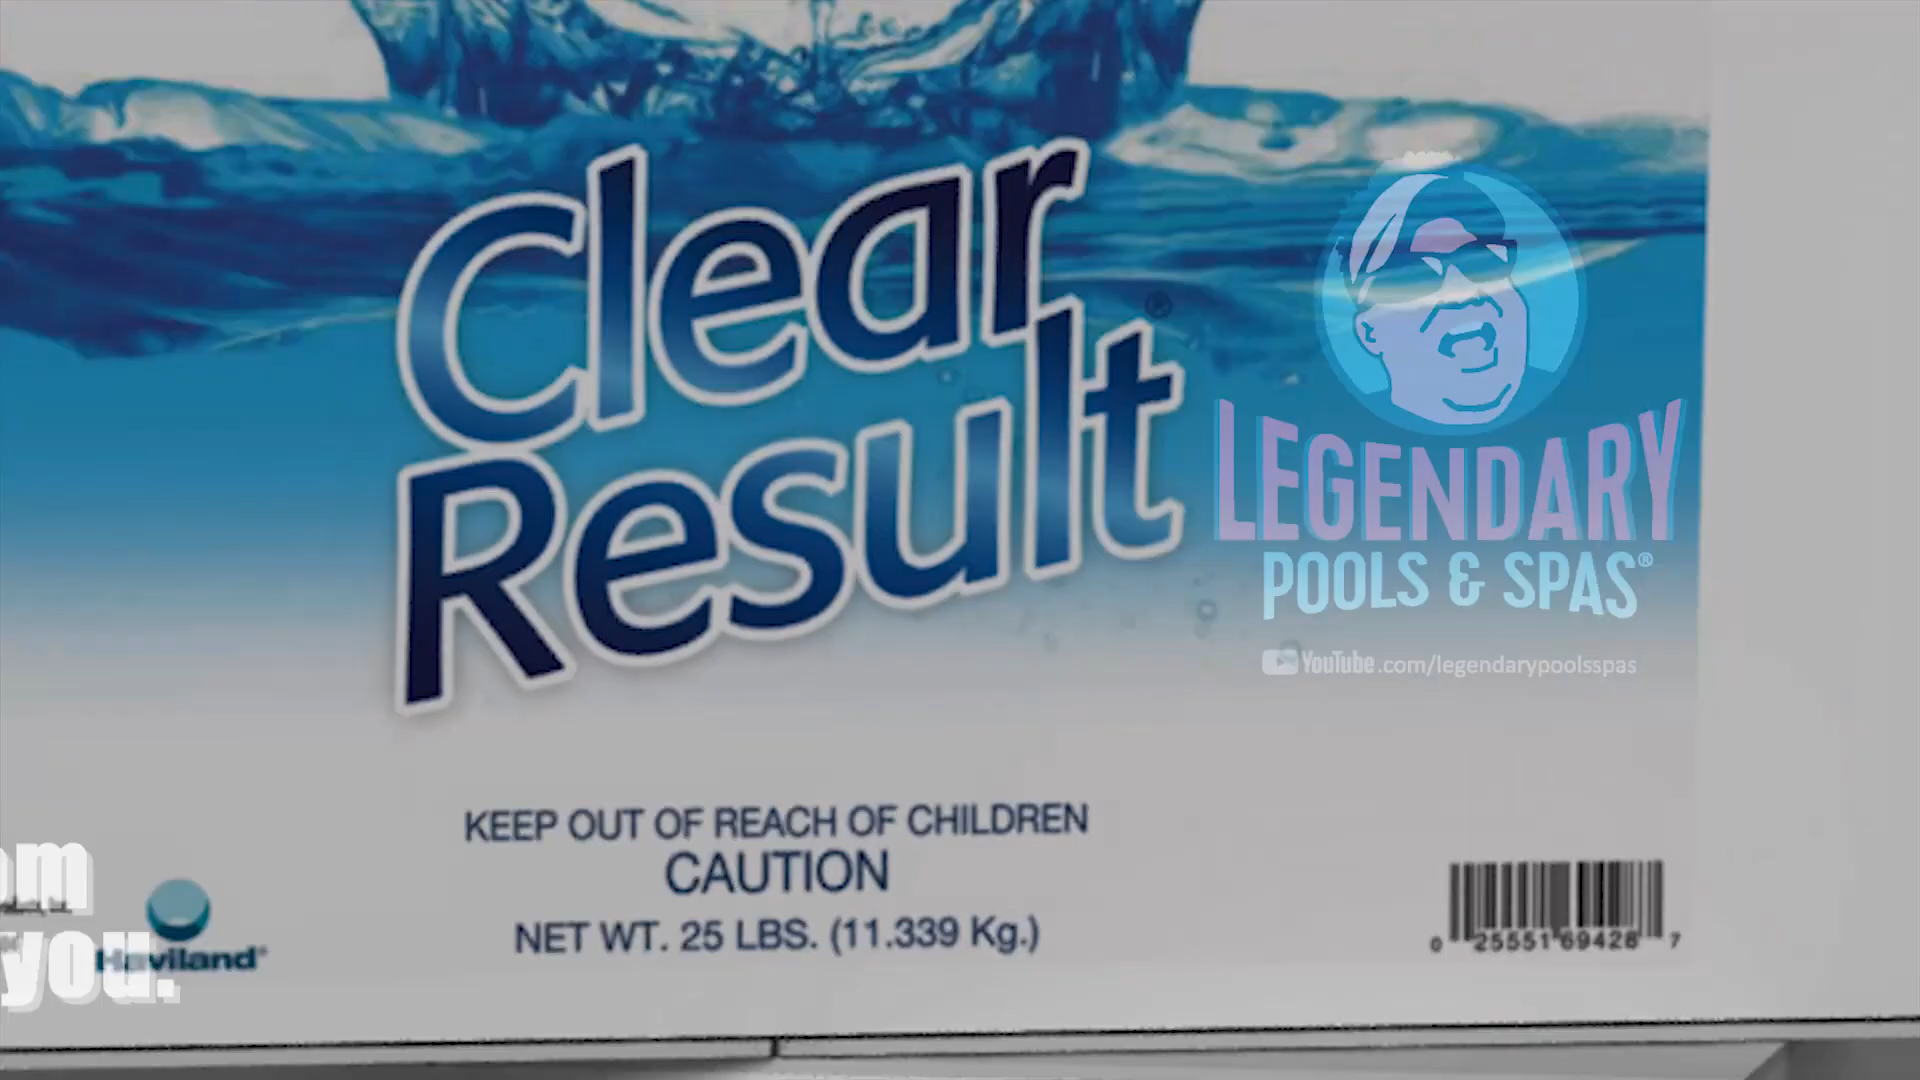 Clear
Result
®
LEGENDARY
POOLS & SPAS®
YouTube.com/legendarypoolsspas
KEEP OUT OF REACH OF CHILDREN
CAUTION
NET WT. 25 LBS. (11.339 Kg.)
you.
Haviland®
0 25551 69428 7